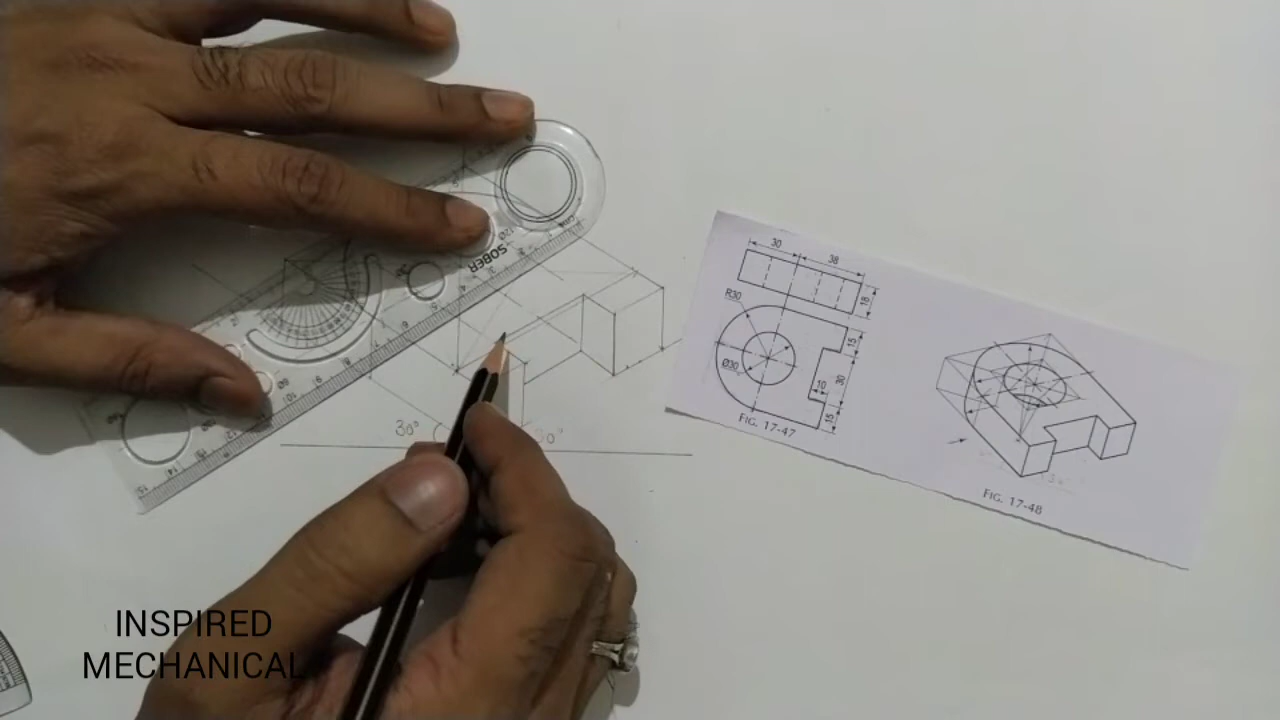 SOBER
30
38
18
R30
15
Ø30
30
10
15
FIG. 17-47
FIG. 17-48
30°
INSPIRED
MECHANICAL